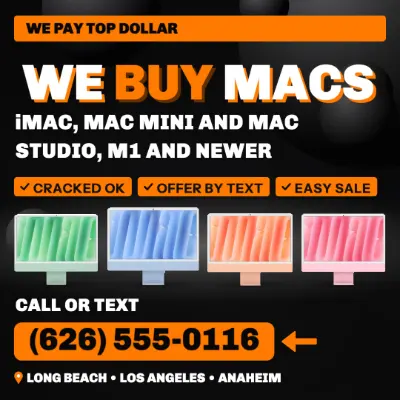 WE PAY TOP DOLLAR
WE BUY MACS
iMAC, MAC MINI AND MAC
STUDIO, M1 AND NEWER
CRACKED OK
OFFER BY TEXT
EASY SALE
CALL OR TEXT
(626) 555-0116
LONG BEACH • LOS ANGELES • ANAHEIM